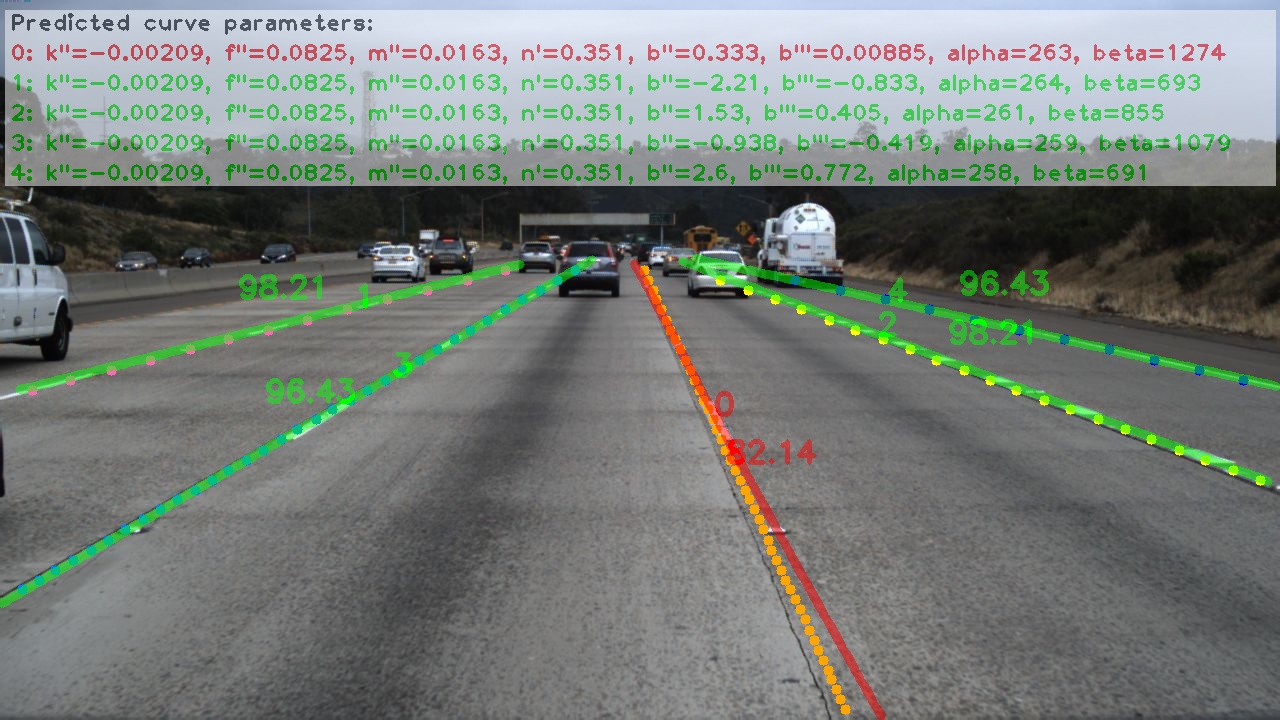 Predicted curve parameters:
0: k''=-0.00209, f''=0.0825, m''=0.0163, n'=0.351, b''=0.333, b'''=0.00885, alpha=263, beta=1274
1: k''=-0.00209, f''=0.0825, m''=0.0163, n'=0.351, b''=-2.21, b'''=-0.833, alpha=264, beta=693
2: k''=-0.00209, f''=0.0825, m''=0.0163, n'=0.351, b''=1.53, b'''=0.405, alpha=261, beta=855
3: k''=-0.00209, f''=0.0825, m''=0.0163, n'=0.351, b''=-0.938, b'''=-0.419, alpha=259, beta=1079
4: k''=-0.00209, f''=0.0825, m''=0.0163, n'=0.351, b''=2.6, b'''=0.772, alpha=258, beta=691
98.21 1 4 96.43
2 98.21
3
96.43 0
82.14